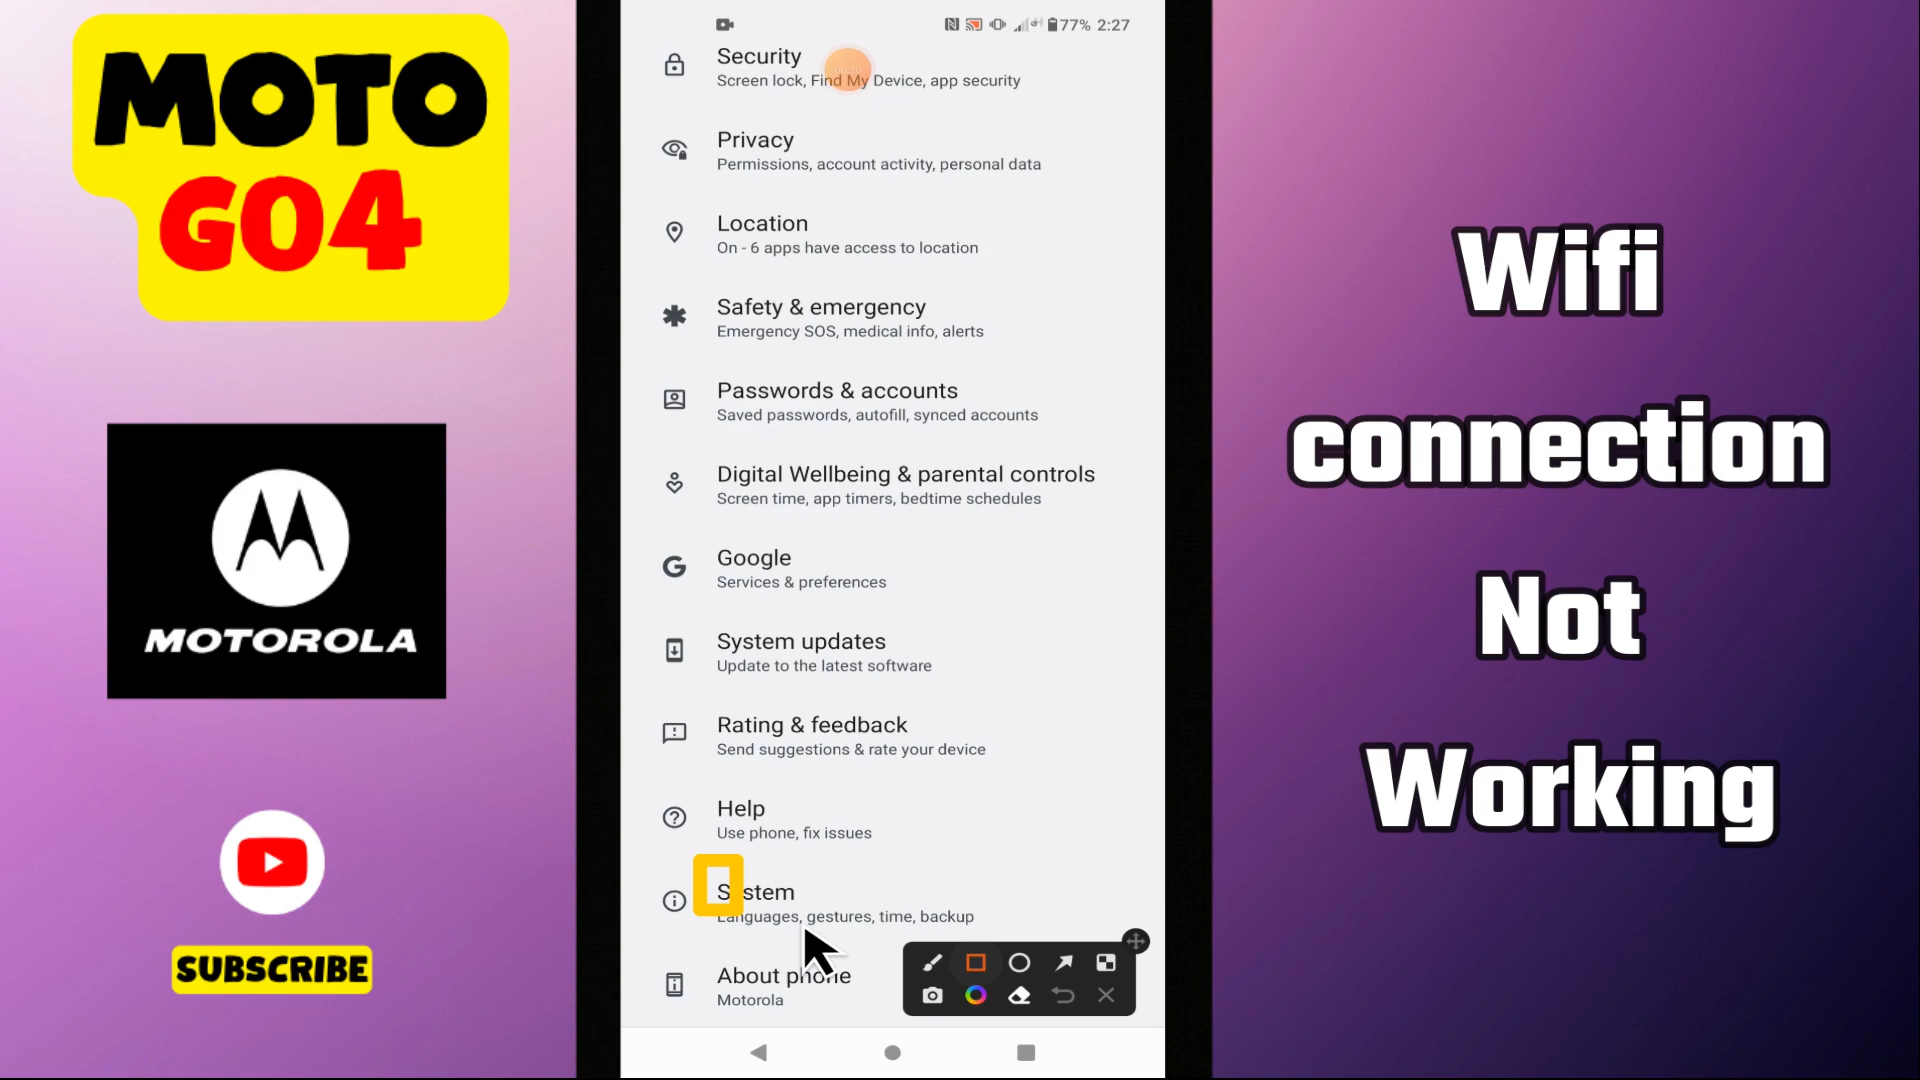 MOTO
G04
MOTOROLA
SUBSCRIBE
77% 2:27
Security
Screen lock, Find My Device, app security
Privacy
Permissions, account activity, personal data
Location
On - 6 apps have access to location
Safety & emergency
Emergency SOS, medical info, alerts
Passwords & accounts
Saved passwords, autofill, synced accounts
Digital Wellbeing & parental controls
Screen time, app timers, bedtime schedules
Google
Services & preferences
System updates
Update to the latest software
Rating & feedback
Send suggestions & rate your device
Help
Use phone, fix issues
System
Languages, gestures, time, backup
About phone
Motorola
Wifi
connection
Not
Working